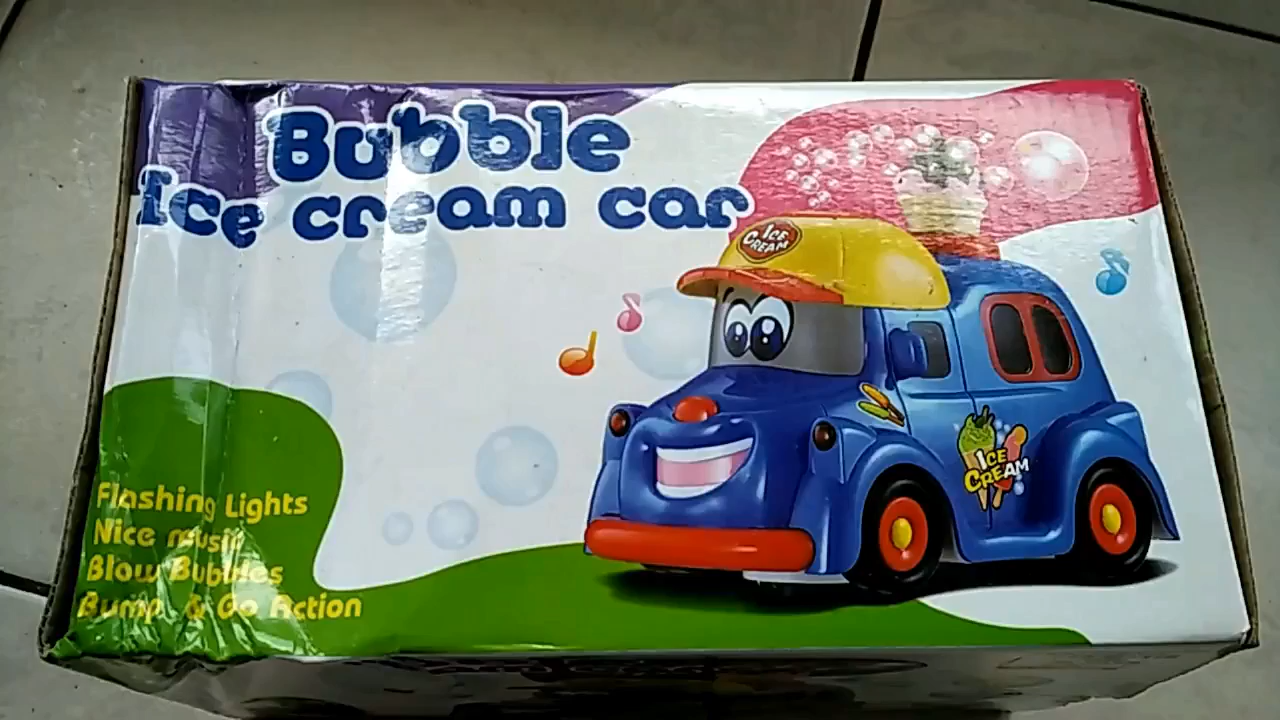 Bubble
Ice cream car
ICE
CREAM
ICE
CREAM
Flashing Lights
Nice music
Blow Bubbles
Bump & Go Action